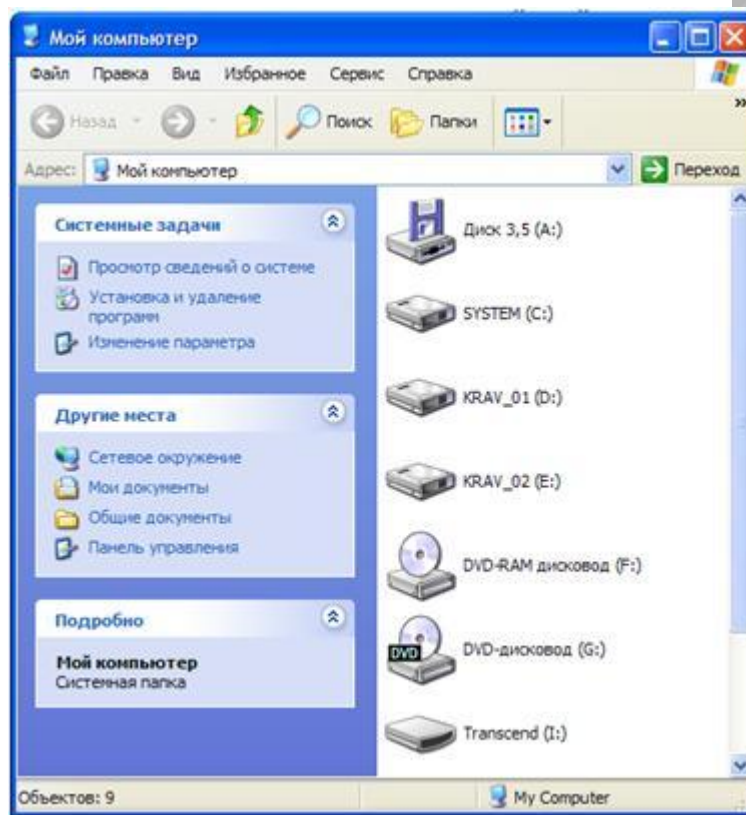 Мой компьютер
Файл Правка Вид Избранное Сервис Справка
Назад Поиск Папки
Адрес: Мой компьютер Переход
Системные задачи
Просмотр сведений о системе
Установка и удаление
программ
Изменение параметра
Другие места
Сетевое окружение
Мои документы
Общие документы
Панель управления
Подробно
Мой компьютер
Системная папка
Диск 3,5 (A:)
SYSTEM (C:)
KRAV_01 (D:)
KRAV_02 (E:)
DVD-RAM дисковод (F:)
DVD
DVD-дисковод (G:)
Transcend (I:)
Объектов: 9 My Computer